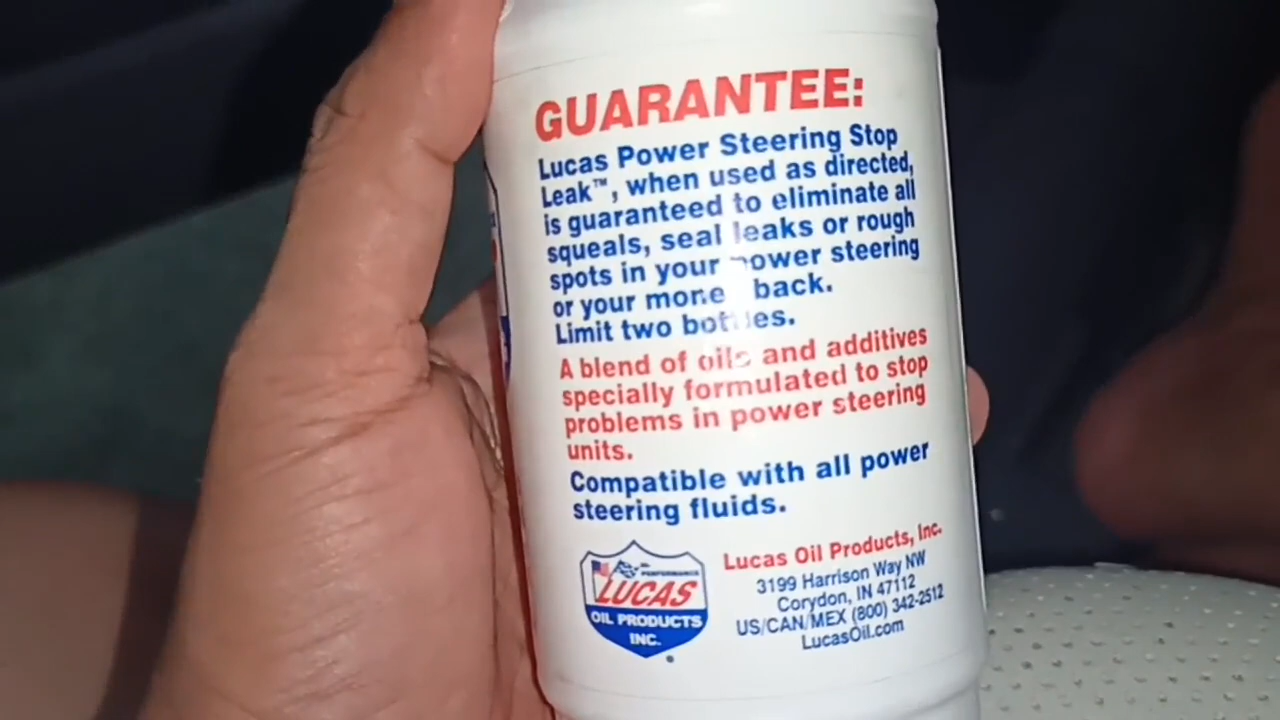 GUARANTEE:
Lucas Power Steering Stop
Leak™, when used as directed,
is guaranteed to eliminate all
squeals, seal leaks or rough
spots in your power steering
or your mone back.
Limit two bottles.
A blend of oils and additives
specially formulated to stop
problems in power steering
units.
Compatible with all power
steering fluids.
PERFORMANCE
LUCAS
OIL PRODUCTS
INC.
Lucas Oil Products, Inc.
3199 Harrison Way NW
Corydon, IN 47112
US/CAN/MEX (800) 342-2512
LucasOil.com